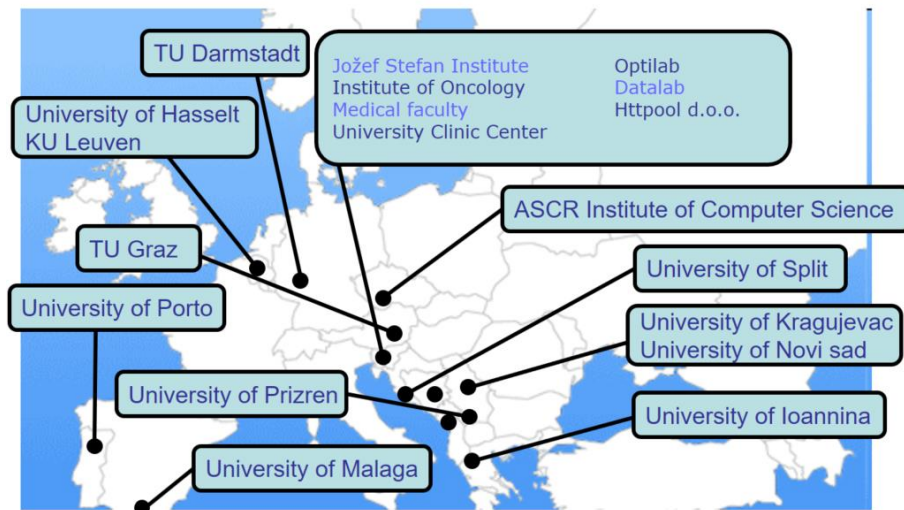 TU Darmstadt
Jožef Stefan Institute
Institute of Oncology
Medical faculty
University Clinic Center
Optilab
Datalab
Httpool d.o.o.
University of Hasselt
KU Leuven
ASCR Institute of Computer Science
TU Graz
University of Split
University of Porto
University of Kragujevac
University of Novi sad
University of Prizren
University of Ioannina
University of Malaga